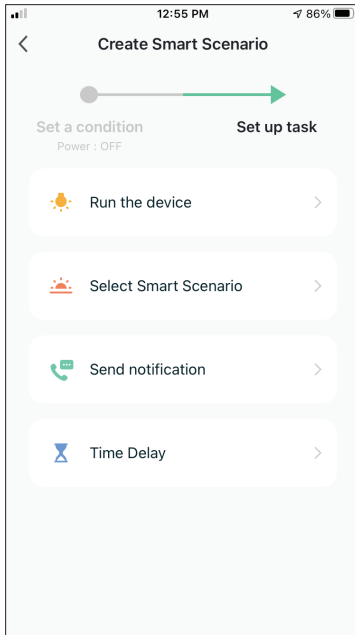 12:55 PM
86%
Create Smart Scenario
Set a condition
Set up task
Power : OFF
Run the device
Select Smart Scenario
Send notification
Time Delay